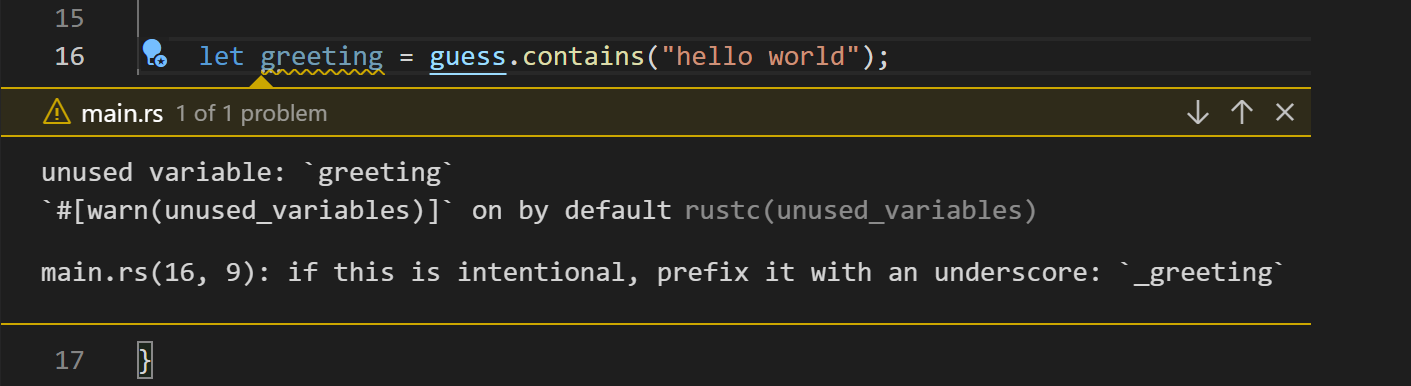 15
16 let greeting = guess.contains("hello world");
main.rs 1 of 1 problem
unused variable: `greeting`
`#[warn(unused_variables)]` on by default rustc(unused_variables)
main.rs(16, 9): if this is intentional, prefix it with an underscore: `_greeting`
17 }